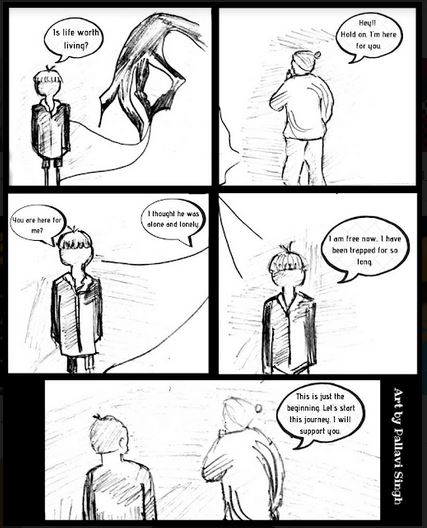 Is life worth
living?
Hey!!
Hold on. I'm here
for you.
You are here for
me?
I thought he was
alone and lonely.
I am free now.. I have
been trapped for so
long.
This is just the
beginning. Let's start
this journey. I will
support you.
Art by Pallavi Singh